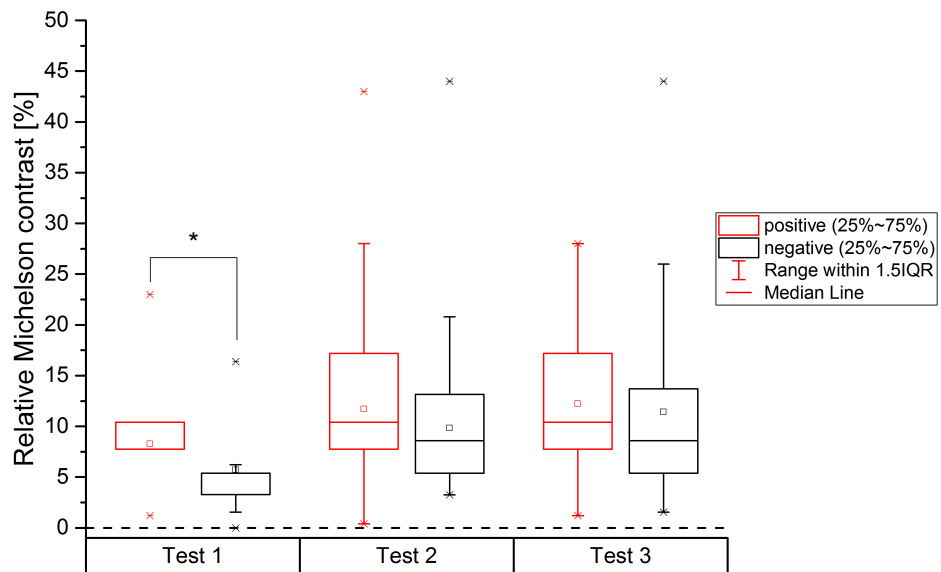 Relative Michelson contrast [%]
50
45
40
35
30
25
20
15
10
5
0
*
Test 1
Test 2
Test 3
positive (25%~75%)
negative (25%~75%)
Range within 1.5IQR
Median Line